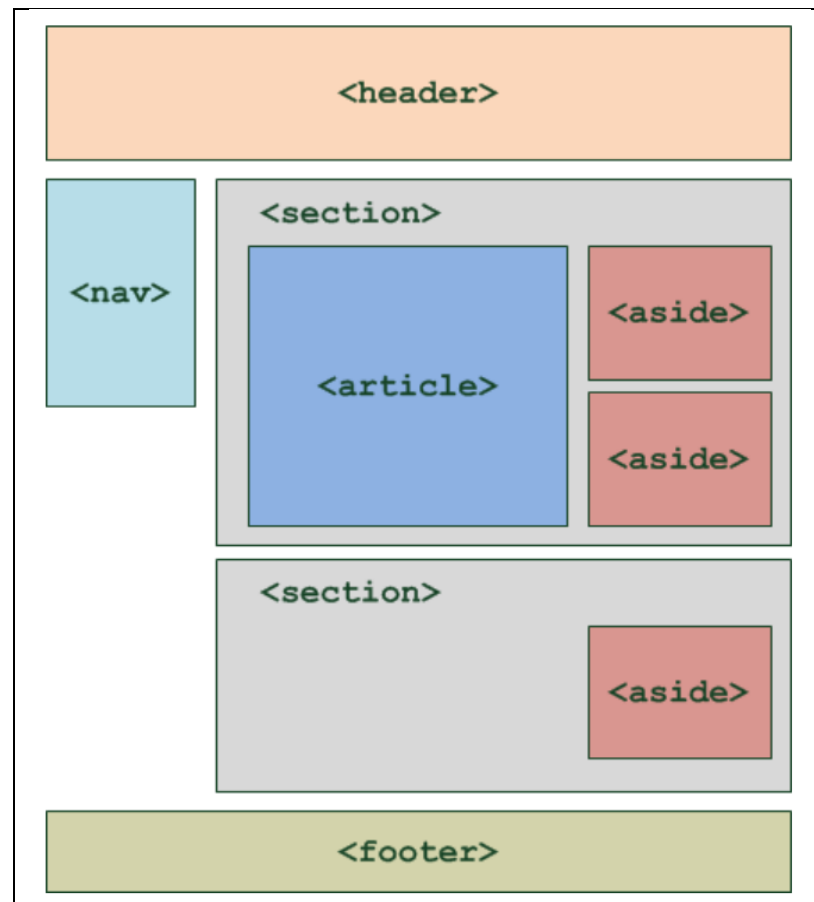 <header>
<nav>
<section>
<article>
<aside>
<aside>
<section>
<aside>
<footer>